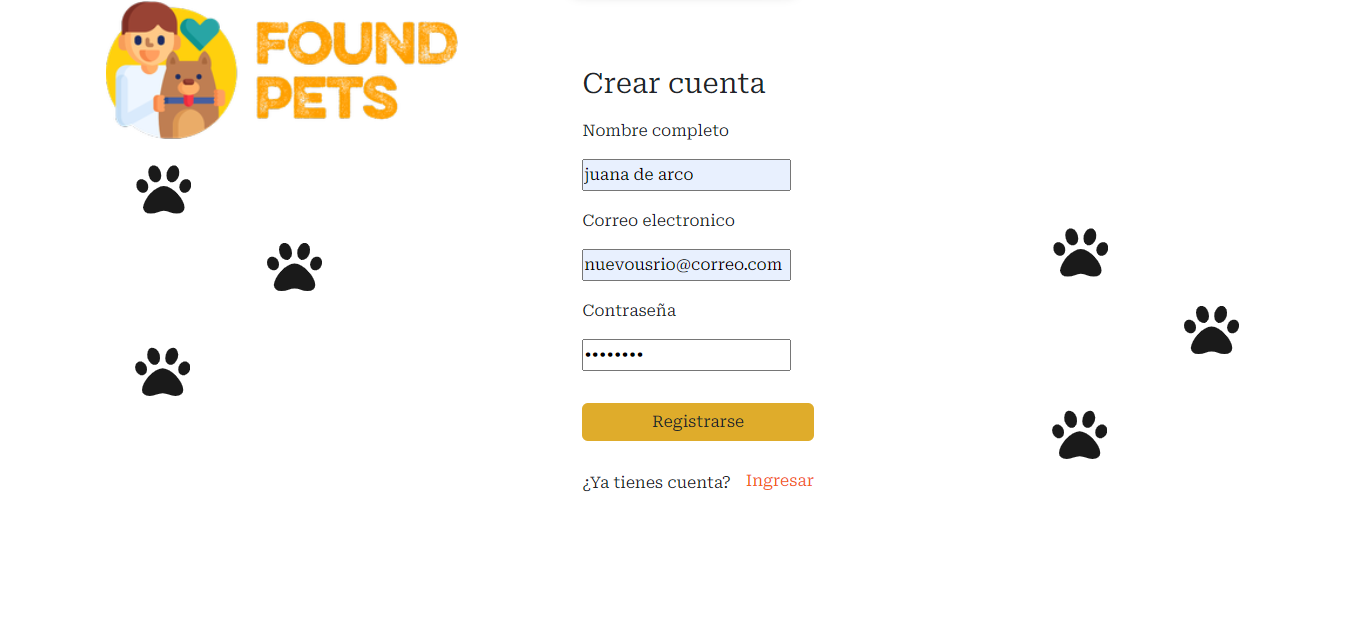 FOUND
PETS
Crear cuenta
Nombre completo
juana de arco
Correo electronico
nuevousrio@correo.com
Contraseña
••••••••
Registrarse
¿Ya tienes cuenta? Ingresar